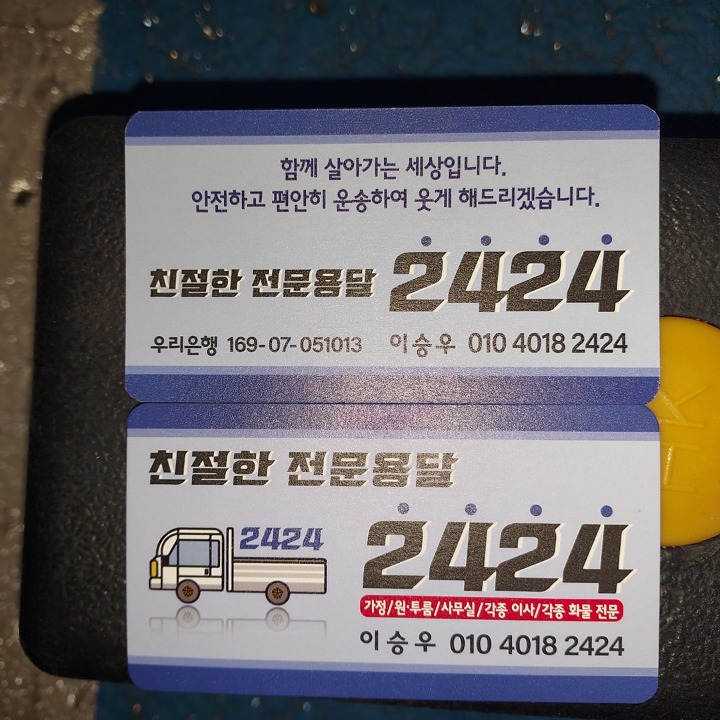 함께 살아가는 세상입니다.
안전하고 편안히 운송하여 웃게 해드리겠습니다.
친절한 전문용달 2424
우리은행 169-07-051013 이승우 010 4018 2424
친절한 전문용달
2424
2424
가정/원·투룸/사무실/각종 이사/각종 화물 전문
이승우 010 4018 2424